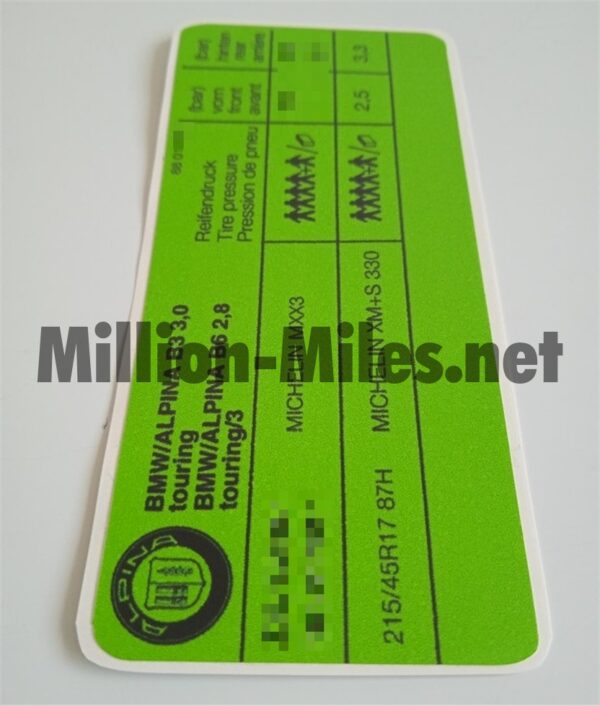 ALPINA
BMW/ALPINA B3 3,0
touring
BMW/ALPINA B6 2,8
touring/3
Reifendruck
Tire pressure
Pression de pneu
(bar)
vorn
front
avant
(bar)
hinten
rear
arrière
MICHELIN MXX3
215/45R17 87H MICHELIN XM+S 330 2,5 3,3
Million-Miles.net